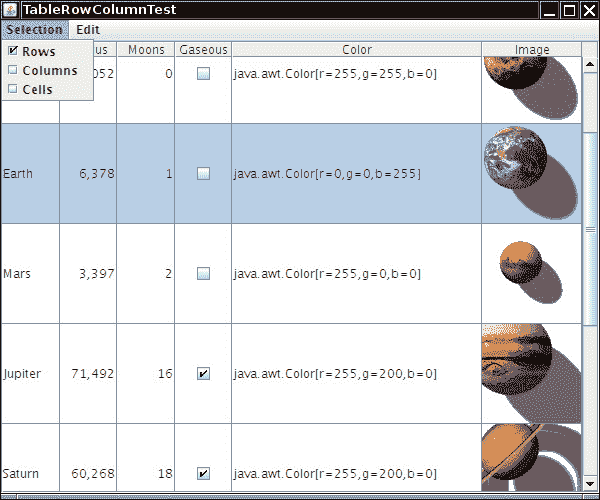 TableRowColumnTest
Selection Edit
Rows
Columns
Cells
us Moons Gaseous Color Image
052 0 java.awt.Color[r=255,g=255,b=0]
Earth 6,378 1 java.awt.Color[r=0,g=0,b=255]
Mars 3,397 2 java.awt.Color[r=255,g=0,b=0]
Jupiter 71,492 16 java.awt.Color[r=255,g=200,b=0]
Saturn 60,268 18 java.awt.Color[r=255,g=200,b=0]